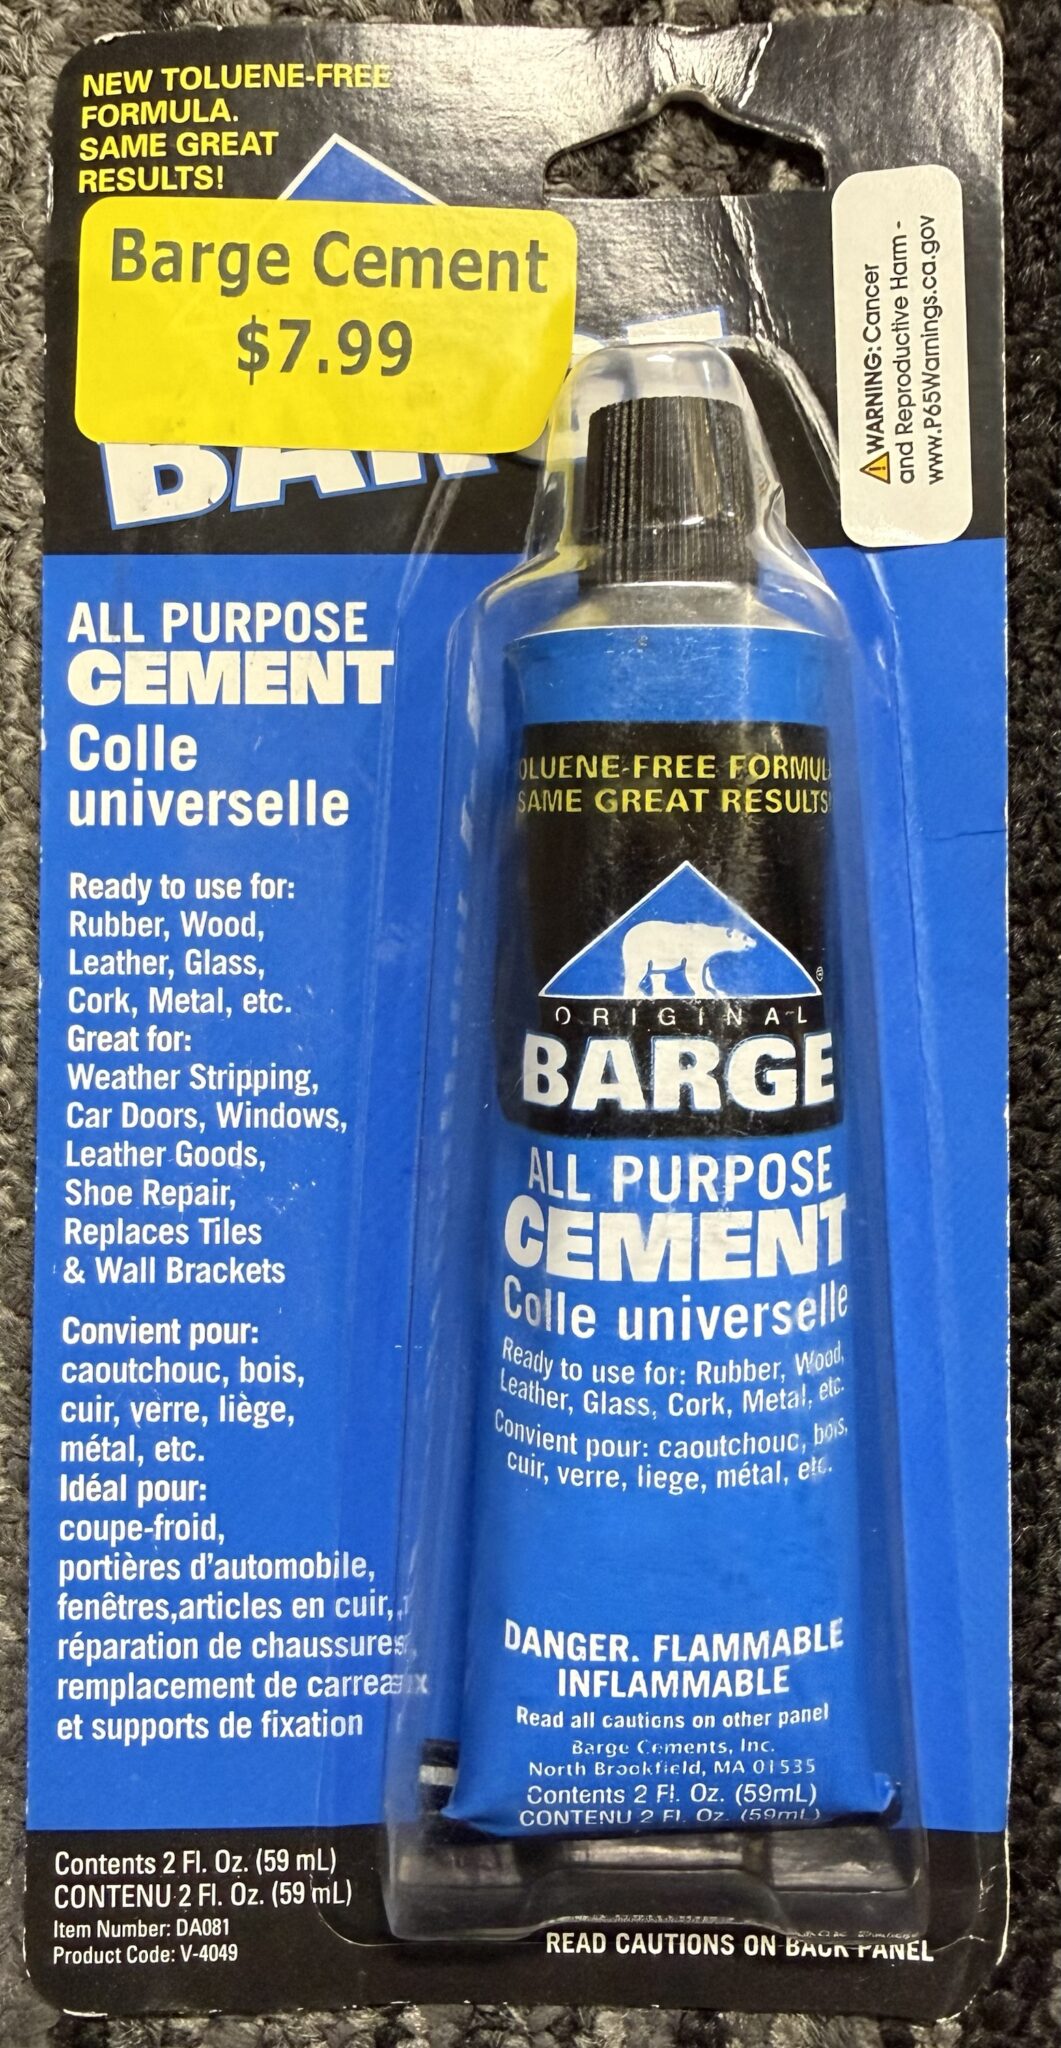 NEW TOLUENE-FREE
FORMULA.
SAME GREAT
RESULTS!
Barge Cement
$7.99
WARNING: Cancer
and Reproductive Harm -
www.P65Warnings.ca.gov
ALL PURPOSE
CEMENT
Colle
universelle
Ready to use for:
Rubber, Wood,
Leather, Glass,
Cork, Metal, etc.
Great for:
Weather Stripping,
Car Doors, Windows,
Leather Goods,
Shoe Repair,
Replaces Tiles
& Wall Brackets
Convient pour:
caoutchouc, bois,
cuir, verre, liège,
métal, etc.
Idéal pour:
coupe-froid,
portières d'automobile,
fenêtres,articles en cuir,
réparation de chaussures,
remplacement de carreaux
et supports de fixation
Contents 2 Fl. Oz. (59 mL)
CONTENU 2 Fl. Oz. (59 mL)
Item Number: DA081
Product Code: V-4049
OLUENE-FREE FORMUL
SAME GREAT RESULTS!
ORIGINAL
BARGE
ALL PURPOSE
CEMENT
Colle universelle
Ready to use for: Rubber, Wood,
Leather, Glass, Cork, Metal, etc.
Convient pour: caoutchouc, bois,
cuir, verre, liege, métal, etc.
DANGER. FLAMMABLE
INFLAMMABLE
Read all cautions on other panel
Barge Cements, Inc.
North Brookfield, MA 01535
Contents 2 Fl. Oz. (59mL)
CONTENU 2 Fl. Oz. (59mL)
READ CAUTIONS ON BACK PANEL